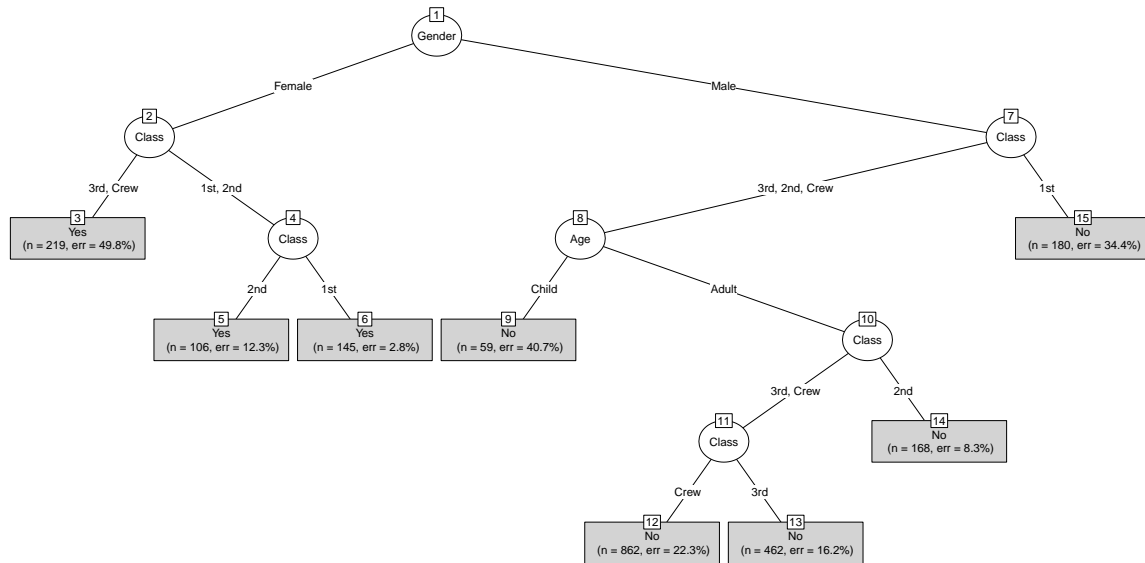 1
Gender
Female
Male
2
Class
7
Class
3rd, Crew
1st, 2nd
3rd, 2nd, Crew
1st
3
Yes
(n = 219, err = 49.8%)
4
Class
8
Age
15
No
(n = 180, err = 34.4%)
2nd
1st
Child
Adult
5
Yes
(n = 106, err = 12.3%)
6
Yes
(n = 145, err = 2.8%)
9
No
(n = 59, err = 40.7%)
10
Class
3rd, Crew
2nd
11
Class
14
No
(n = 168, err = 8.3%)
Crew
3rd
12
No
(n = 862, err = 22.3%)
13
No
(n = 462, err = 16.2%)